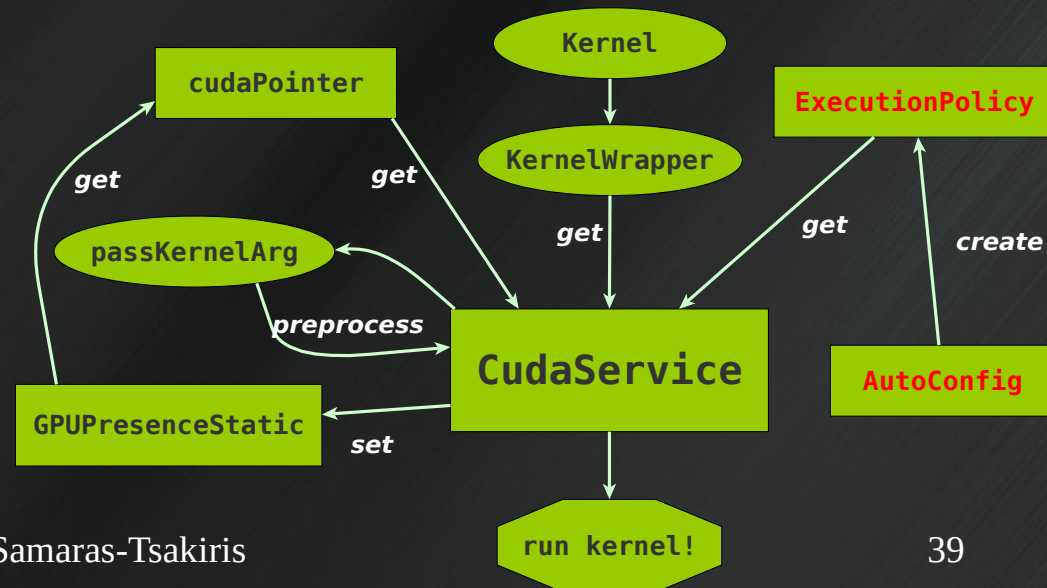 Kernel
cudaPointer
ExecutionPolicy
KernelWrapper
get
get
get
get
create
passKernelArg
preprocess
CudaService
AutoConfig
GPUPresenceStatic
set
run kernel!
Samaras-Tsakiris
39